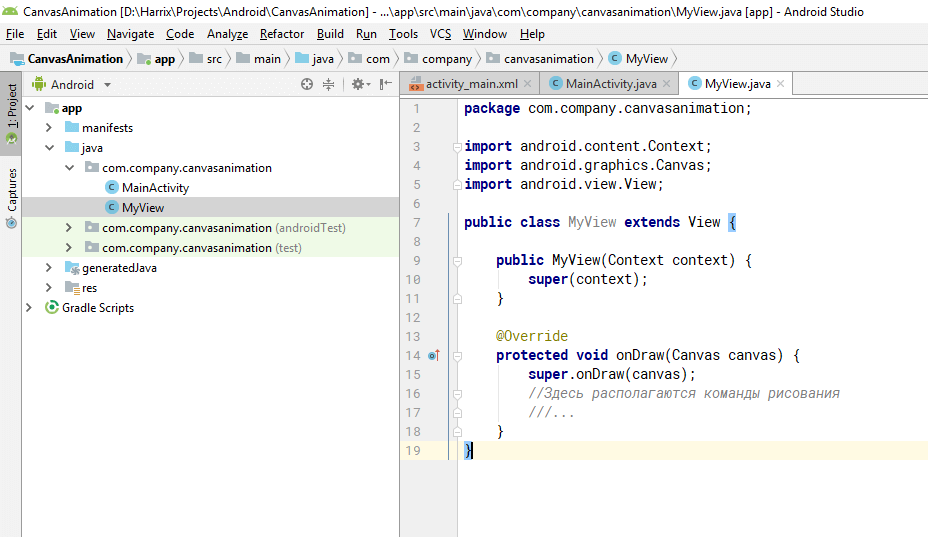 CanvasAnimation [D:\Harrix\Projects\Android\CanvasAnimation] - ...\app\src\main\java\com\company\canvasanimation\MyView.java [app] - Android Studio
File Edit View Navigate Code Analyze Refactor Build Run Tools VCS Window Help
CanvasAnimation app src main java com company canvasanimation MyView
1: Project
Captures
Android
app
manifests
java
com.company.canvasanimation
MainActivity
MyView
com.company.canvasanimation (androidTest)
com.company.canvasanimation (test)
generatedJava
res
Gradle Scripts
activity_main.xml MainActivity.java MyView.java
1 package com.company.canvasanimation;
2
3 import android.content.Context;
4 import android.graphics.Canvas;
5 import android.view.View;
6
7 public class MyView extends View {
8
9 public MyView(Context context) {
10 super(context);
11 }
12
13 @Override
14 protected void onDraw(Canvas canvas) {
15 super.onDraw(canvas);
16 //Здесь располагаются команды рисования
17 ///...
18 }
19 }